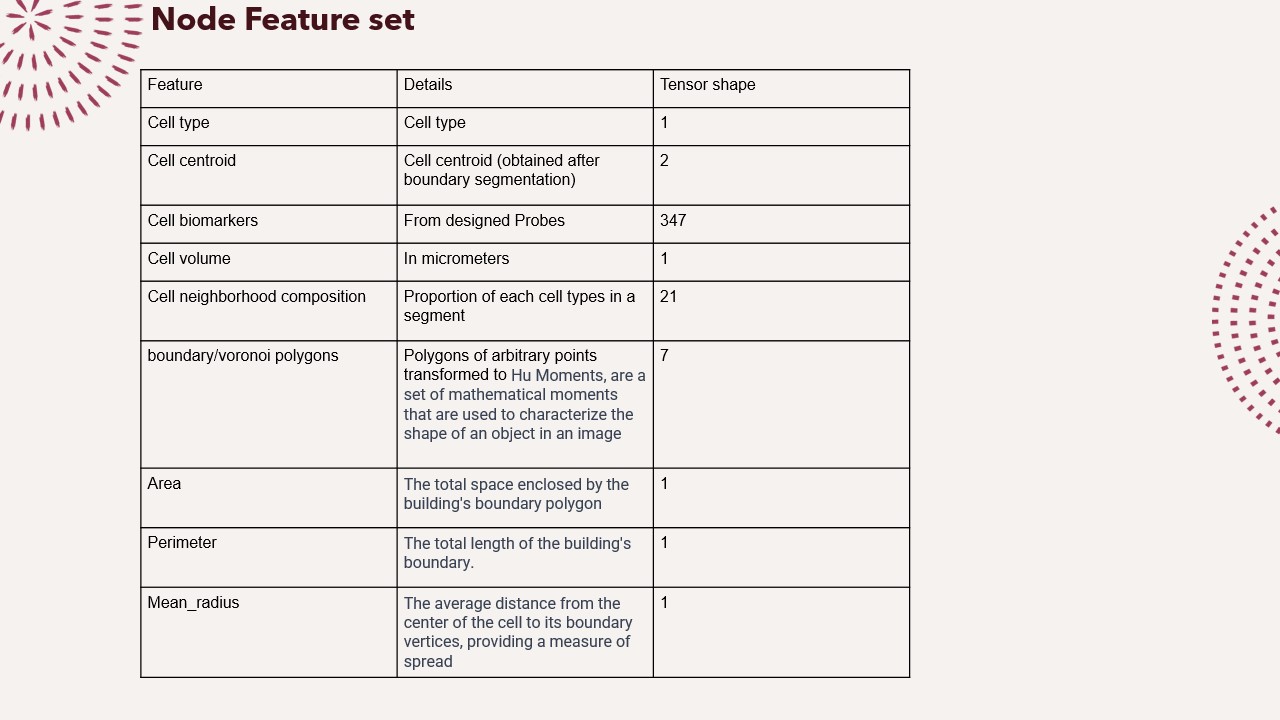 Node Feature set
Feature
Details
Tensor shape
Cell type
Cell type
1
Cell centroid
Cell centroid (obtained after
boundary segmentation)
2
Cell biomarkers
From designed Probes
347
Cell volume
In micrometers
1
Cell neighborhood composition
Proportion of each cell types in a
segment
21
boundary/voronoi polygons
Polygons of arbitrary points
transformed to Hu Moments, are a
set of mathematical moments
that are used to characterize the
shape of an object in an image
7
Area
The total space enclosed by the
building's boundary polygon
1
Perimeter
The total length of the building's
boundary.
1
Mean_radius
The average distance from the
center of the cell to its boundary
vertices, providing a measure of
spread
1